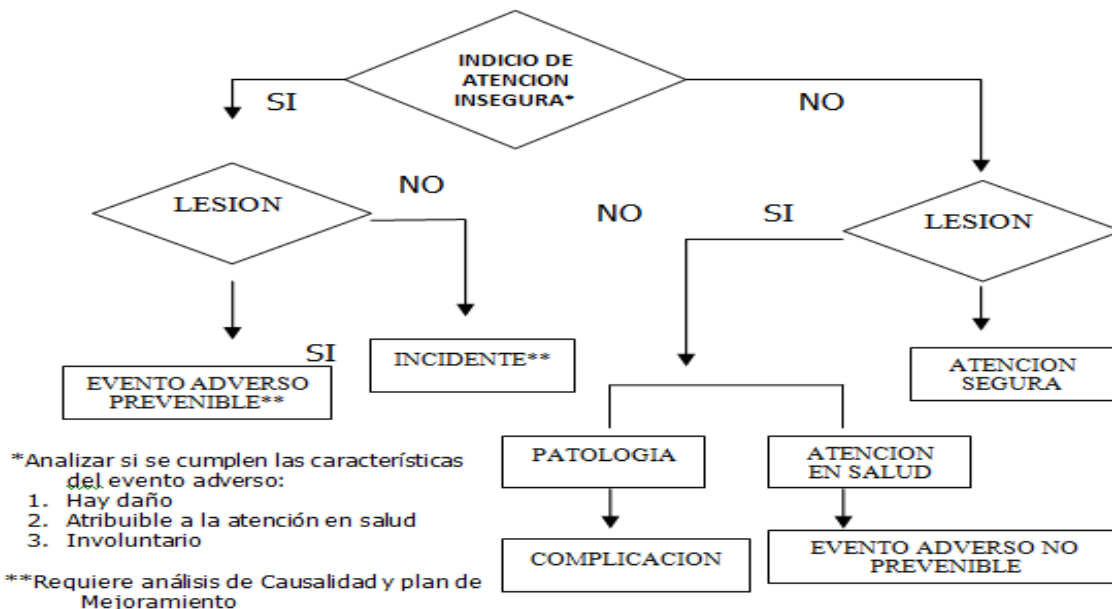 INDICIO DE
ATENCION
INSEGURA*
SI
NO
LESION
NO
NO
SI
LESION
SI
EVENTO ADVERSO
PREVENIBLE**
INCIDENTE**
ATENCION
SEGURA
PATOLOGIA
ATENCION
EN SALUD
COMPLICACION
EVENTO ADVERSO NO
PREVENIBLE
*Analizar si se cumplen las características
del evento adverso:
1. Hay daño
2. Atribuible a la atención en salud
3. Involuntario
**Requiere análisis de Causalidad y plan de
Mejoramiento